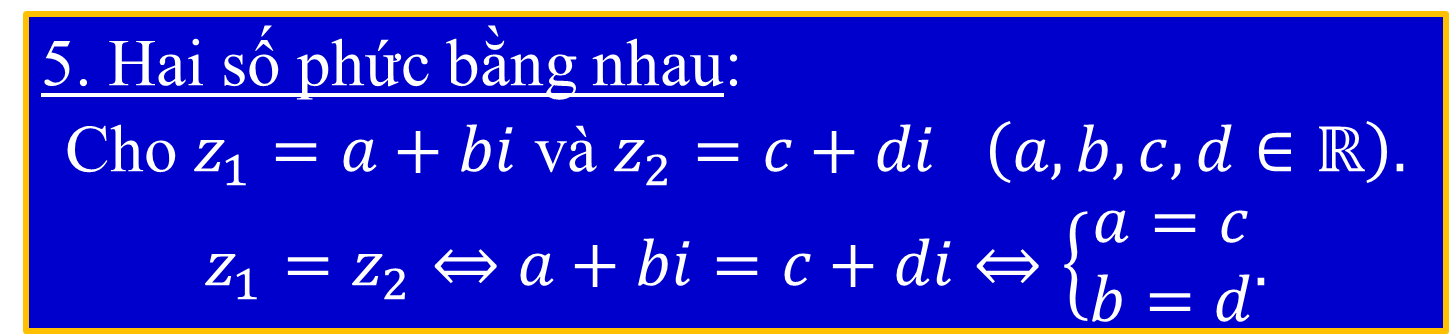 5. Hai số phức bằng nhau:
Cho 𝑧₁ = 𝑎 + 𝑏𝑖 và 𝑧₂ = 𝑐 + 𝑑𝑖 (𝑎, 𝑏, 𝑐, 𝑑 ∈ ℝ).
𝑧₁ = 𝑧₂ ⇔ 𝑎 + 𝑏𝑖 = 𝑐 + 𝑑𝑖 ⇔ {𝑎 = 𝑐
𝑏 = 𝑑.